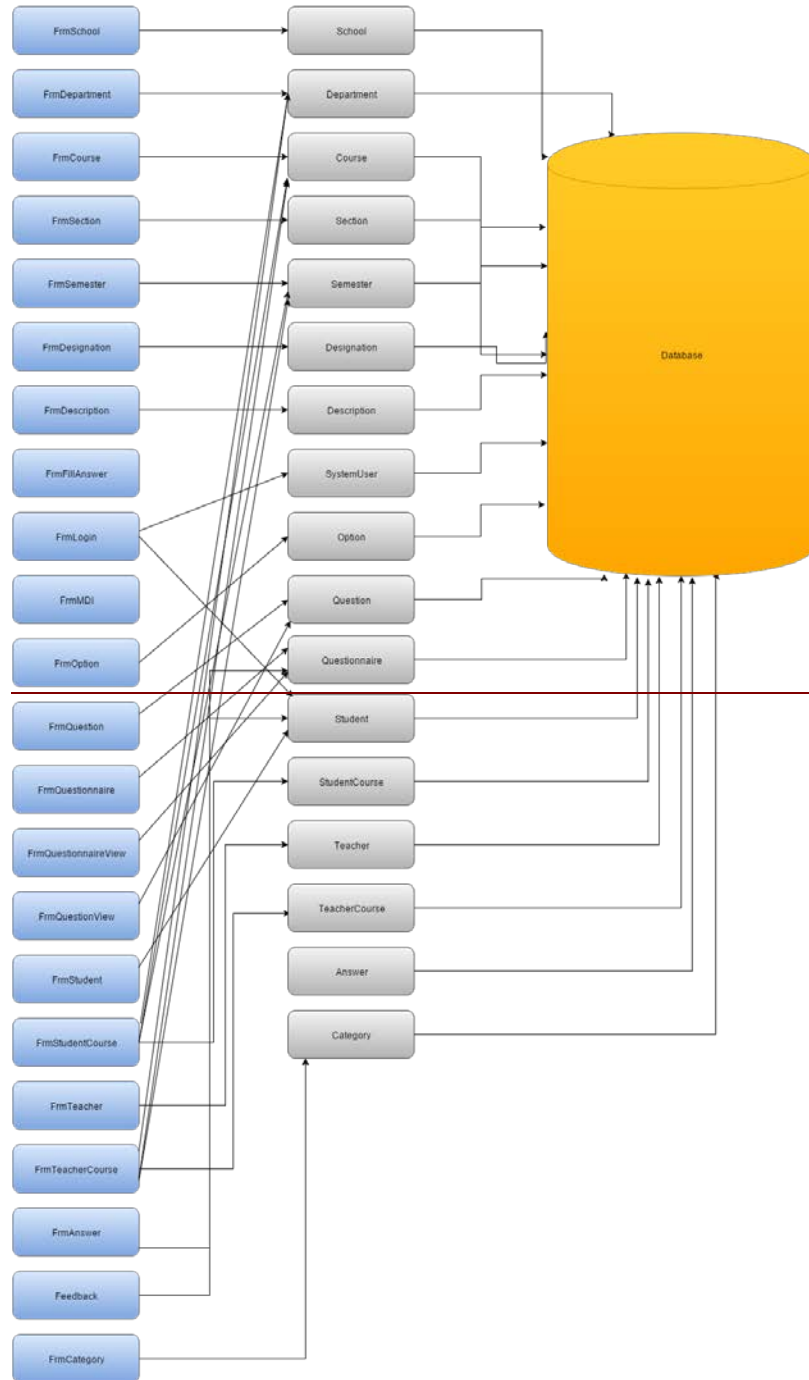 FrmSchool
School
FrmDepartment
Department
FrmCourse
Course
FrmSection
Section
FrmSemester
Semester
FrmDesignation
Designation
Database
FrmDescription
Description
FrmFillAnswer
SystemUser
FrmLogin
Option
FrmMDI
Question
FrmOption
Questionnaire
FrmQuestion
Student
FrmQuestionnaire
StudentCourse
FrmQuestionnaireView
Teacher
FrmQuestionView
TeacherCourse
FrmStudent
Answer
FrmStudentCourse
Category
FrmTeacher
FrmTeacherCourse
FrmAnswer
Feedback
FrmCategory